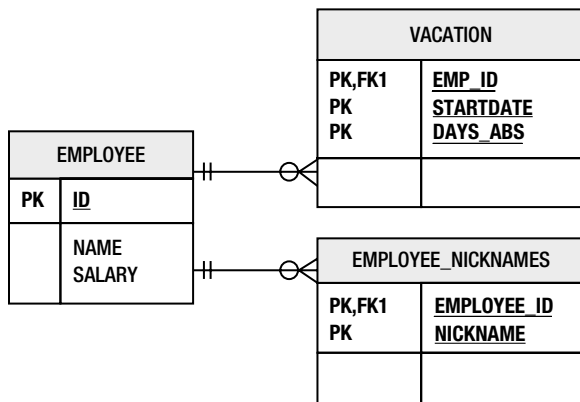 VACATION
PK,FK1 EMP_ID
PK STARTDATE
PK DAYS_ABS
EMPLOYEE
PK ID
NAME
SALARY
EMPLOYEE_NICKNAMES
PK,FK1 EMPLOYEE_ID
PK NICKNAME